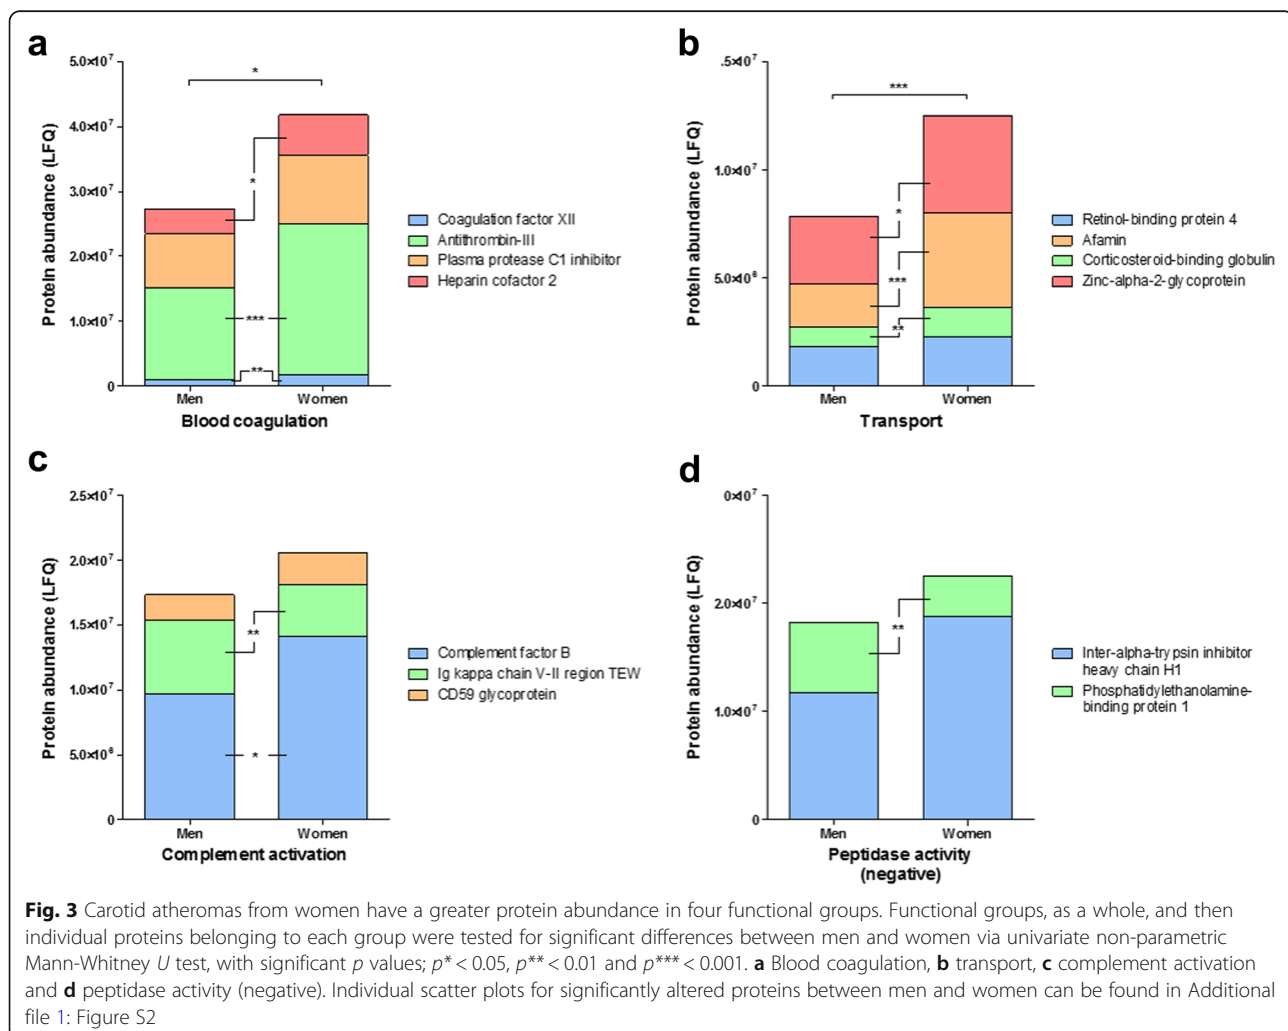 a
5.0×10⁷
4.0×10⁷
3.0×10⁷
2.0×10⁷
1.0×10⁷
0
Protein abundance (LFQ)
*
*
***
**
Men Women
Blood coagulation
Coagulation factor XII
Antithrombin-III
Plasma protease C1 inhibitor
Heparin cofactor 2
b
.5×10⁷
1.0×10⁷
5.0×10⁶
0
Protein abundance (LFQ)
***
*
***
**
Men Women
Transport
Retinol-binding protein 4
Afamin
Corticosteroid-binding globulin
Zinc-alpha-2-glycoprotein
c
2.5×10⁷
2.0×10⁷
1.5×10⁷
1.0×10⁷
5.0×10⁶
0
Protein abundance (LFQ)
**
*
Men Women
Complement activation
Complement factor B
Ig kappa chain V-II region TEW
CD59 glycoprotein
d
0×10⁷
2.0×10⁷
1.0×10⁷
0
Protein abundance (LFQ)
**
Men Women
Peptidase activity
(negative)
Inter-alpha-trypsin inhibitor
heavy chain H1
Phosphatidylethanolamine-
binding protein 1
Fig. 3 Carotid atheromas from women have a greater protein abundance in four functional groups. Functional groups, as a whole, and then
individual proteins belonging to each group were tested for significant differences between men and women via univariate non-parametric
Mann-Whitney U test, with significant p values; p* < 0.05, p** < 0.01 and p*** < 0.001. a Blood coagulation, b transport, c complement activation
and d peptidase activity (negative). Individual scatter plots for significantly altered proteins between men and women can be found in Additional
file 1: Figure S2